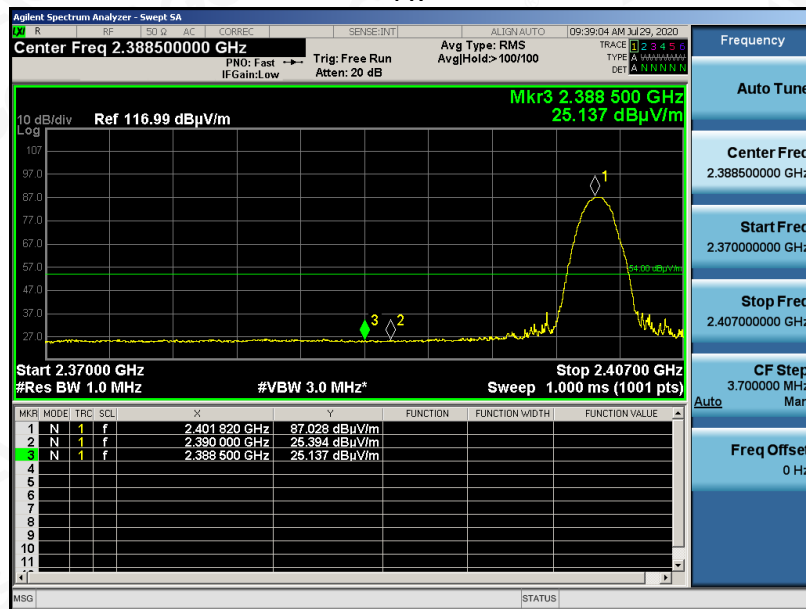 Agilent Spectrum Analyzer - Swept SA
LXI R RF 50 Ω AC CORREC SENSE:INT ALIGN AUTO 09:39:04 AM Jul 29, 2020
Center Freq 2.388500000 GHz
PNO: Fast
IFGain:Low
Trig: Free Run
Atten: 20 dB
Avg Type: RMS
Avg|Hold:>100/100
TRACE 1 2 3 4 5 6
TYPE A WWWWW
DET A N N N N N
Mkr3 2.388 500 GHz
25.137 dBµV/m
10 dB/div Ref 116.99 dBµV/m
Log
107
97.0
87.0
77.0
67.0
57.0
47.0
37.0
27.0
1
54.00 dBµV/m
3
2
Start 2.37000 GHz Stop 2.40700 GHz
#Res BW 1.0 MHz #VBW 3.0 MHz* Sweep 1.000 ms (1001 pts)
MKR MODE TRC SCL X Y FUNCTION FUNCTION WIDTH FUNCTION VALUE
1 N 1 f 2.401 820 GHz 87.028 dBµV/m
2 N 1 f 2.390 000 GHz 25.394 dBµV/m
3 N 1 f 2.388 500 GHz 25.137 dBµV/m
4
5
6
7
8
9
10
11
MSG STATUS
Frequency
Auto Tune
Center Freq
2.388500000 GHz
Start Freq
2.370000000 GHz
Stop Freq
2.407000000 GHz
CF Step
3.700000 MHz
Auto Man
Freq Offset
0 Hz